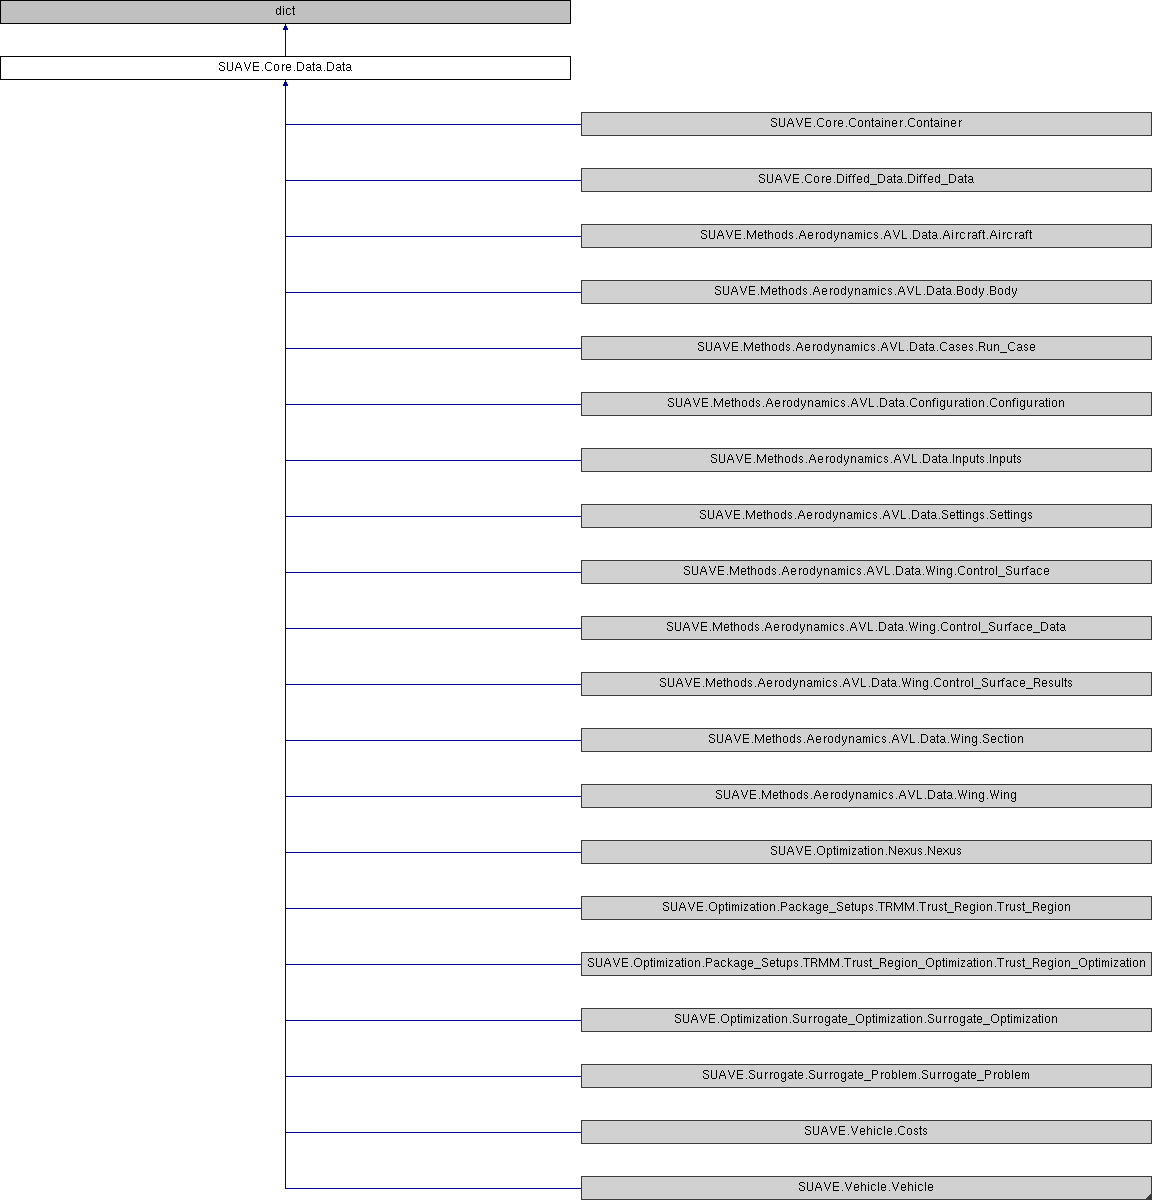 dict
SUAVE.Core.Data.Data
SUAVE.Core.Container.Container
SUAVE.Core.Diffed_Data.Diffed_Data
SUAVE.Methods.Aerodynamics.AVL.Data.Aircraft.Aircraft
SUAVE.Methods.Aerodynamics.AVL.Data.Body.Body
SUAVE.Methods.Aerodynamics.AVL.Data.Cases.Run_Case
SUAVE.Methods.Aerodynamics.AVL.Data.Configuration.Configuration
SUAVE.Methods.Aerodynamics.AVL.Data.Inputs.Inputs
SUAVE.Methods.Aerodynamics.AVL.Data.Settings.Settings
SUAVE.Methods.Aerodynamics.AVL.Data.Wing.Control_Surface
SUAVE.Methods.Aerodynamics.AVL.Data.Wing.Control_Surface_Data
SUAVE.Methods.Aerodynamics.AVL.Data.Wing.Control_Surface_Results
SUAVE.Methods.Aerodynamics.AVL.Data.Wing.Section
SUAVE.Methods.Aerodynamics.AVL.Data.Wing.Wing
SUAVE.Optimization.Nexus.Nexus
SUAVE.Optimization.Package_Setups.TRMM.Trust_Region.Trust_Region
SUAVE.Optimization.Package_Setups.TRMM.Trust_Region_Optimization.Trust_Region_Optimization
SUAVE.Optimization.Surrogate_Optimization.Surrogate_Optimization
SUAVE.Surrogate.Surrogate_Problem.Surrogate_Problem
SUAVE.Vehicle.Costs
SUAVE.Vehicle.Vehicle